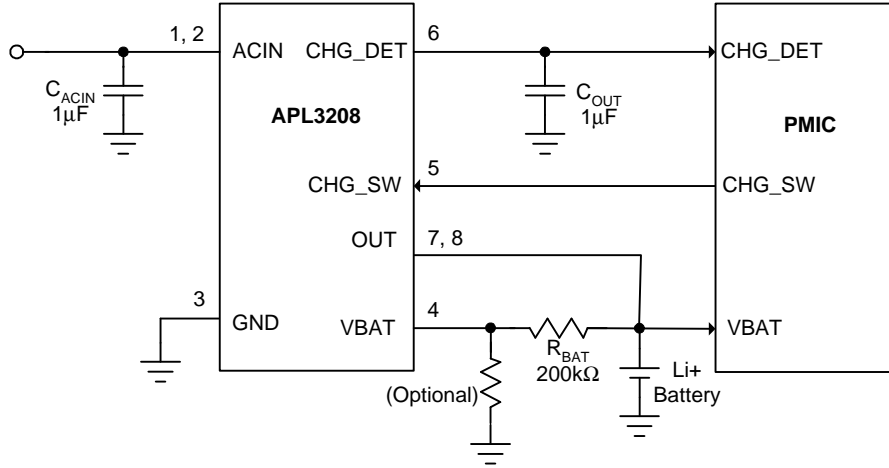 1, 2
ACIN
CHG_DET
6
CHG_DET
C_ACIN
1μF
C_OUT
1μF
APL3208
PMIC
5
CHG_SW
CHG_SW
OUT
7, 8
3
GND
VBAT
4
VBAT
R_BAT
200kΩ
(Optional)
Li+
Battery